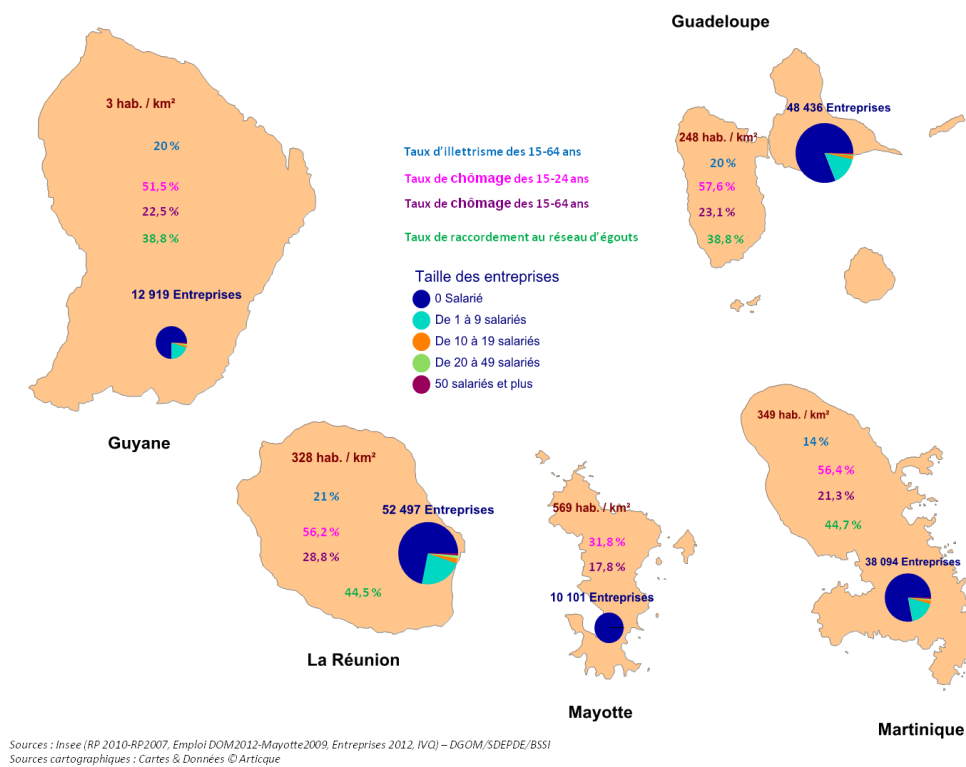 Guadeloupe
3 hab. / km²
20 %
51,5 %
22,5 %
38,8 %
12 919 Entreprises
Guyane
Taux d'illettrisme des 15-64 ans
Taux de chômage des 15-24 ans
Taux de chômage des 15-64 ans
Taux de raccordement au réseau d'égouts
Taille des entreprises
0 Salarié
De 1 à 9 salariés
De 10 à 19 salariés
De 20 à 49 salariés
50 salariés et plus
48 436 Entreprises
248 hab. / km²
20 %
57,6 %
23,1 %
38,8 %
328 hab. / km²
21 %
52 497 Entreprises
56,2 %
28,8 %
44,5 %
La Réunion
569 hab. / km²
31,8 %
17,8 %
10 101 Entreprises
Mayotte
349 hab. / km²
14 %
56,4 %
21,3 %
44,7 %
38 094 Entreprises
Martinique
Sources : Insee (RP 2010-RP2007, Emploi DOM2012-Mayotte2009, Entreprises 2012, IVQ) – DGOM/SDEPDE/BSSI
Sources cartographiques : Cartes & Données © Articque